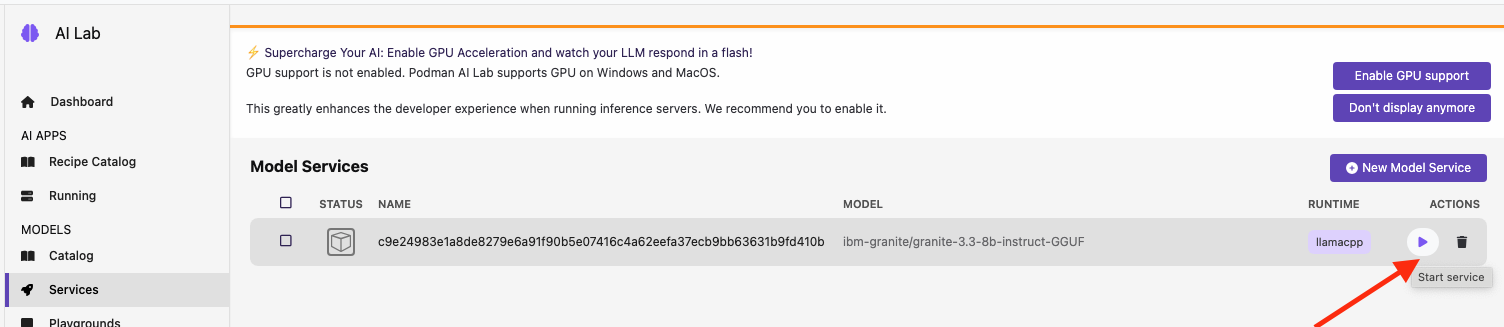 AI Lab
Dashboard
AI APPS
Recipe Catalog
Running
MODELS
Catalog
Services
Playgrounds
⚡ Supercharge Your AI: Enable GPU Acceleration and watch your LLM respond in a flash!
GPU support is not enabled. Podman AI Lab supports GPU on Windows and MacOS.
This greatly enhances the developer experience when running inference servers. We recommend you to enable it.
Enable GPU support
Don't display anymore
Model Services
New Model Service
STATUS NAME MODEL RUNTIME ACTIONS
c9e24983e1a8de8279e6a91f90b5e07416c4a62eefa37ecb9bb63631b9fd410b ibm-granite/granite-3.3-8b-instruct-GGUF llamacpp
Start service